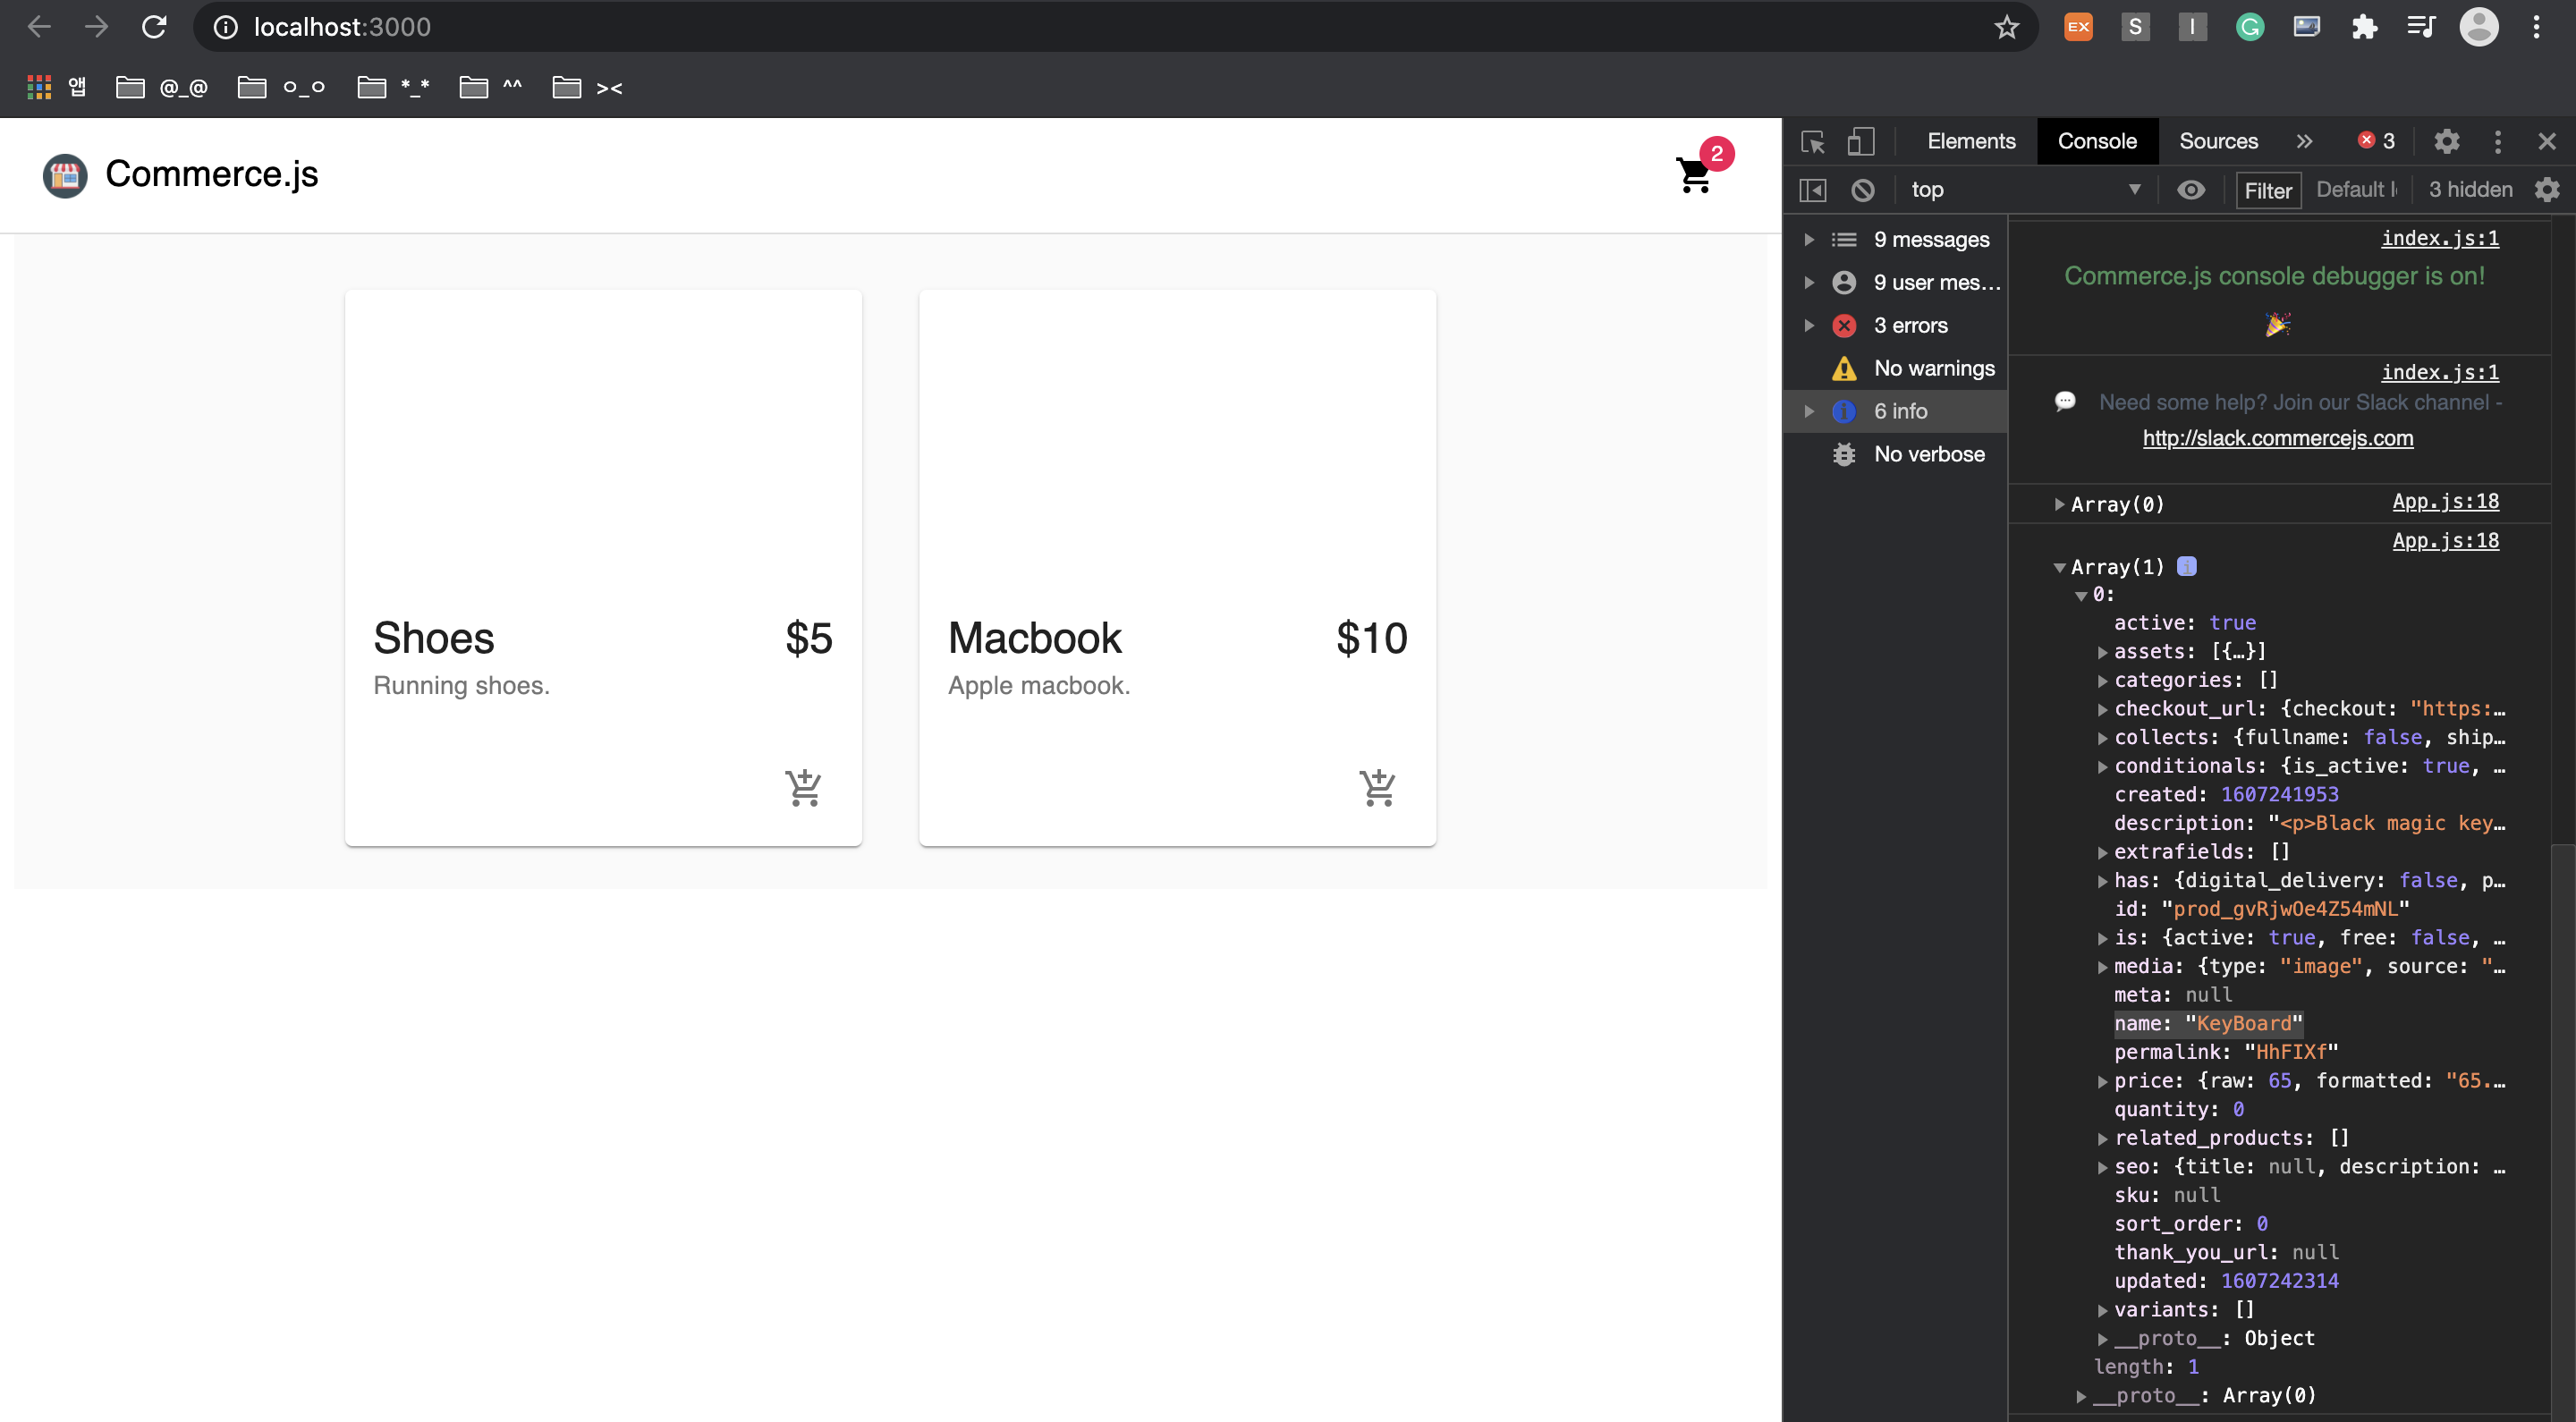 localhost:3000
EX
S
I
G
앱
@_@
o_o
*_*
^^
><
Commerce.js
2
Shoes
$5
Running shoes.
Macbook
$10
Apple macbook.
Elements
Console
Sources
3
top
Filter
Default l
3 hidden
9 messages
9 user mes…
3 errors
No warnings
6 info
No verbose
index.js:1
Commerce.js console debugger is on!
🎉
index.js:1
💬 Need some help? Join our Slack channel -
http://slack.commercejs.com
Array(0) App.js:18
App.js:18
Array(1)
0:
active: true
assets: [{…}]
categories: []
checkout_url: {checkout: "https:…
collects: {fullname: false, ship…
conditionals: {is_active: true, …
created: 1607241953
description: "<p>Black magic key…
extrafields: []
has: {digital_delivery: false, p…
id: "prod_gvRjwOe4Z54mNL"
is: {active: true, free: false, …
media: {type: "image", source: "…
meta: null
name: "KeyBoard"
permalink: "HhFIXf"
price: {raw: 65, formatted: "65.…
quantity: 0
related_products: []
seo: {title: null, description: …
sku: null
sort_order: 0
thank_you_url: null
updated: 1607242314
variants: []
__proto__: Object
length: 1
__proto__: Array(0)